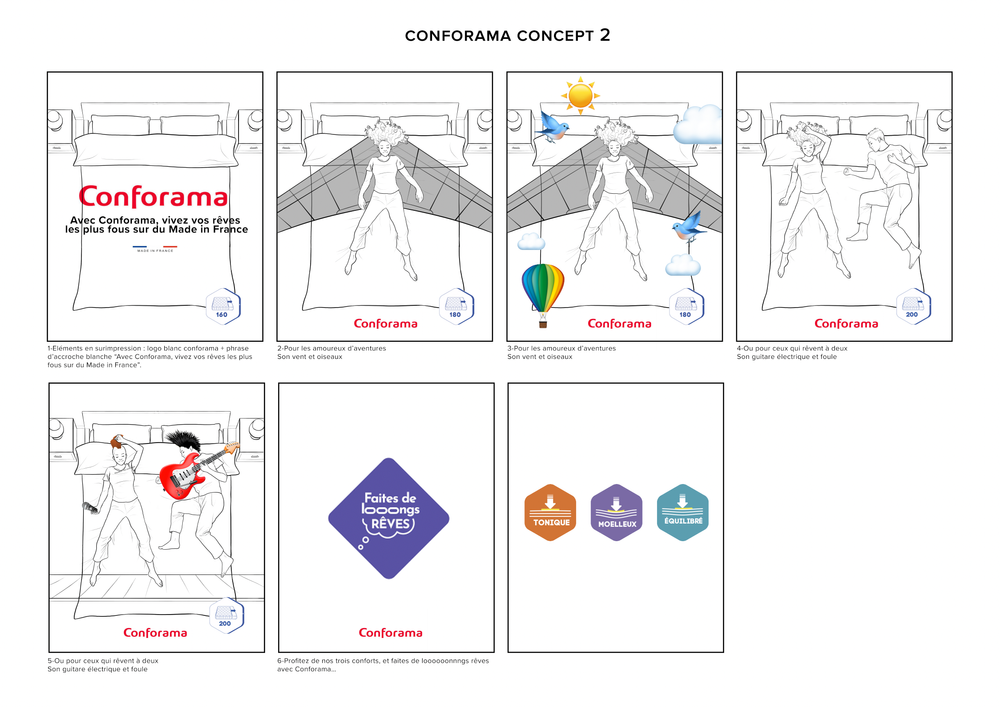 CONFORAMA CONCEPT 2
Conforama
Avec Conforama, vivez vos rêves
les plus fous sur du Made in France
MADE IN FRANCE
160
1-Eléments en surimpression : logo blanc conforama + phrase
d'accroche blanche "Avec Conforama, vivez vos rêves les plus
fous sur du Made in France".
180
Conforama
2-Pour les amoureux d'aventures
Son vent et oiseaux
180
Conforama
3-Pour les amoureux d'aventures
Son vent et oiseaux
200
Conforama
4-Ou pour ceux qui rêvent à deux
Son guitare électrique et foule
200
Conforama
5-Ou pour ceux qui rêvent à deux
Son guitare électrique et foule
Faites de
looongs
RÊVES
Conforama
6-Profitez de nos trois conforts, et faites de loooooonnngs rêves
avec Conforama...
TONIQUE
MOELLEUX
ÉQUILIBRÉ